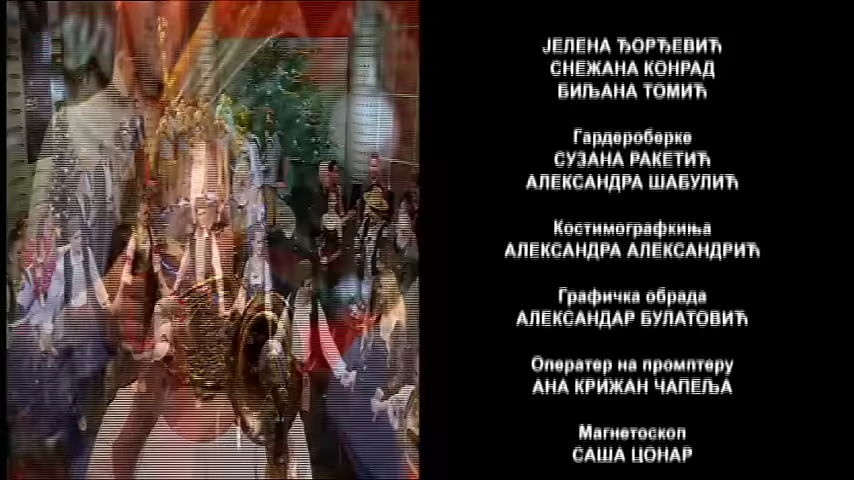 ЈЕЛЕНА ЂОРЂЕВИЋ
СНЕЖАНА КОНРАД
БИЉАНА ТОМИЋ
Гардероберке
СУЗАНА РАКЕТИЋ
АЛЕКСАНДРА ШАБУЛИЋ
Костимографкиња
АЛЕКСАНДРА АЛЕКСАНДРИЋ
Графичка обрада
АЛЕКСАНДАР БУЛАТОВИЋ
Оператер на промптеру
АНА КРИЖАН ЧАПЕЉА
Магнетоскоп
САША ЦОНАР